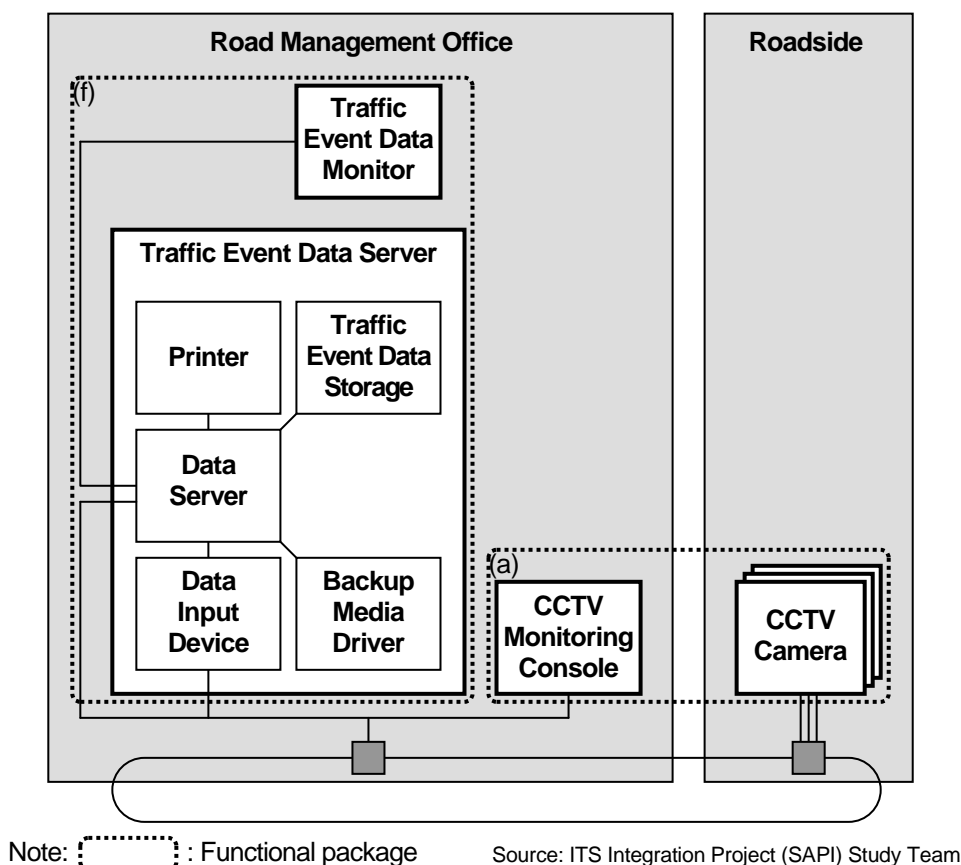 Road Management Office
Roadside
(f)
Traffic
Event Data
Monitor
Traffic Event Data Server
Printer
Traffic
Event Data
Storage
Data
Server
Data
Input
Device
Backup
Media
Driver
(a)
CCTV
Monitoring
Console
CCTV
Camera
Note: : Functional package
Source: ITS Integration Project (SAPI) Study Team